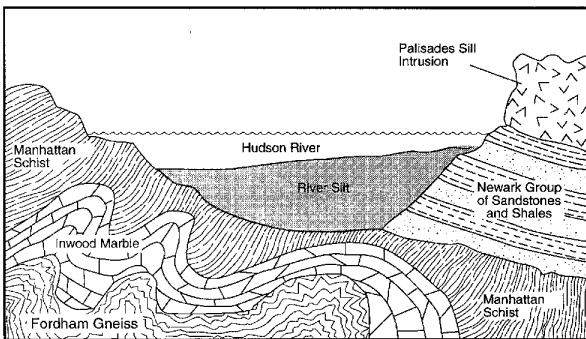 Palisades Sill
Intrusion
Hudson River
Manhattan
Schist
River Silt
Newark Group
of Sandstones
and Shales
Inwood Marble
Manhattan
Schist
Fordham Gneiss